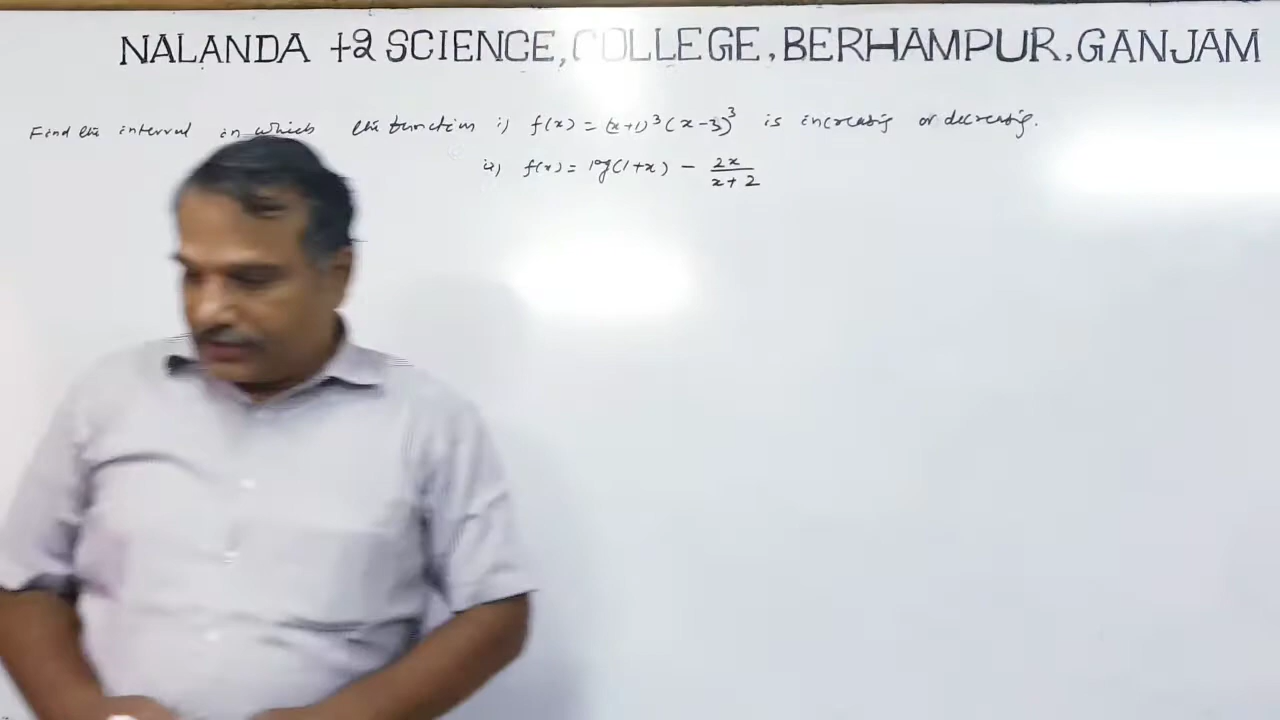 NALANDA +2 SCIENCE, COLLEGE, BERHAMPUR, GANJAM
Find the interval in which the function i) f(x) = (x+1)³(x-3)³ is increasing or decreasing.
ii) f(x) = log(1+x) - 2x/x+2